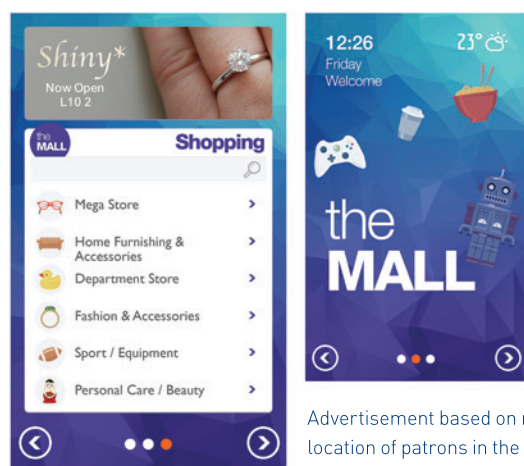 Shiny*
Now Open
L10 2
the
MALL
Shopping
Mega Store
Home Furnishing &
Accessories
Department Store
Fashion & Accessories
Sport / Equipment
Personal Care / Beauty
12:26
23°
Friday
Welcome
the
MALL
Advertisement based on
location of patrons in the